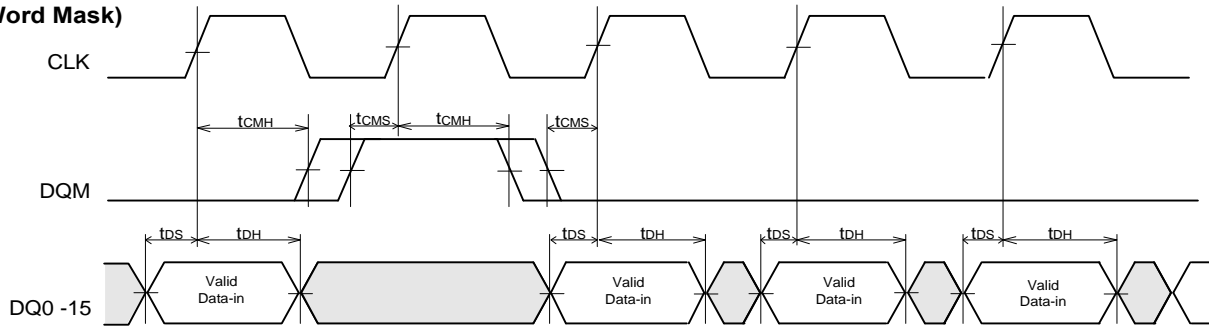 Word Mask)
CLK
tCMH tCMS tCMH tCMS
DQM
tDS tDH tDS tDH tDS tDH tDS tDH
Valid Data-in Valid Data-in Valid Data-in Valid Data-in
DQ0 -15